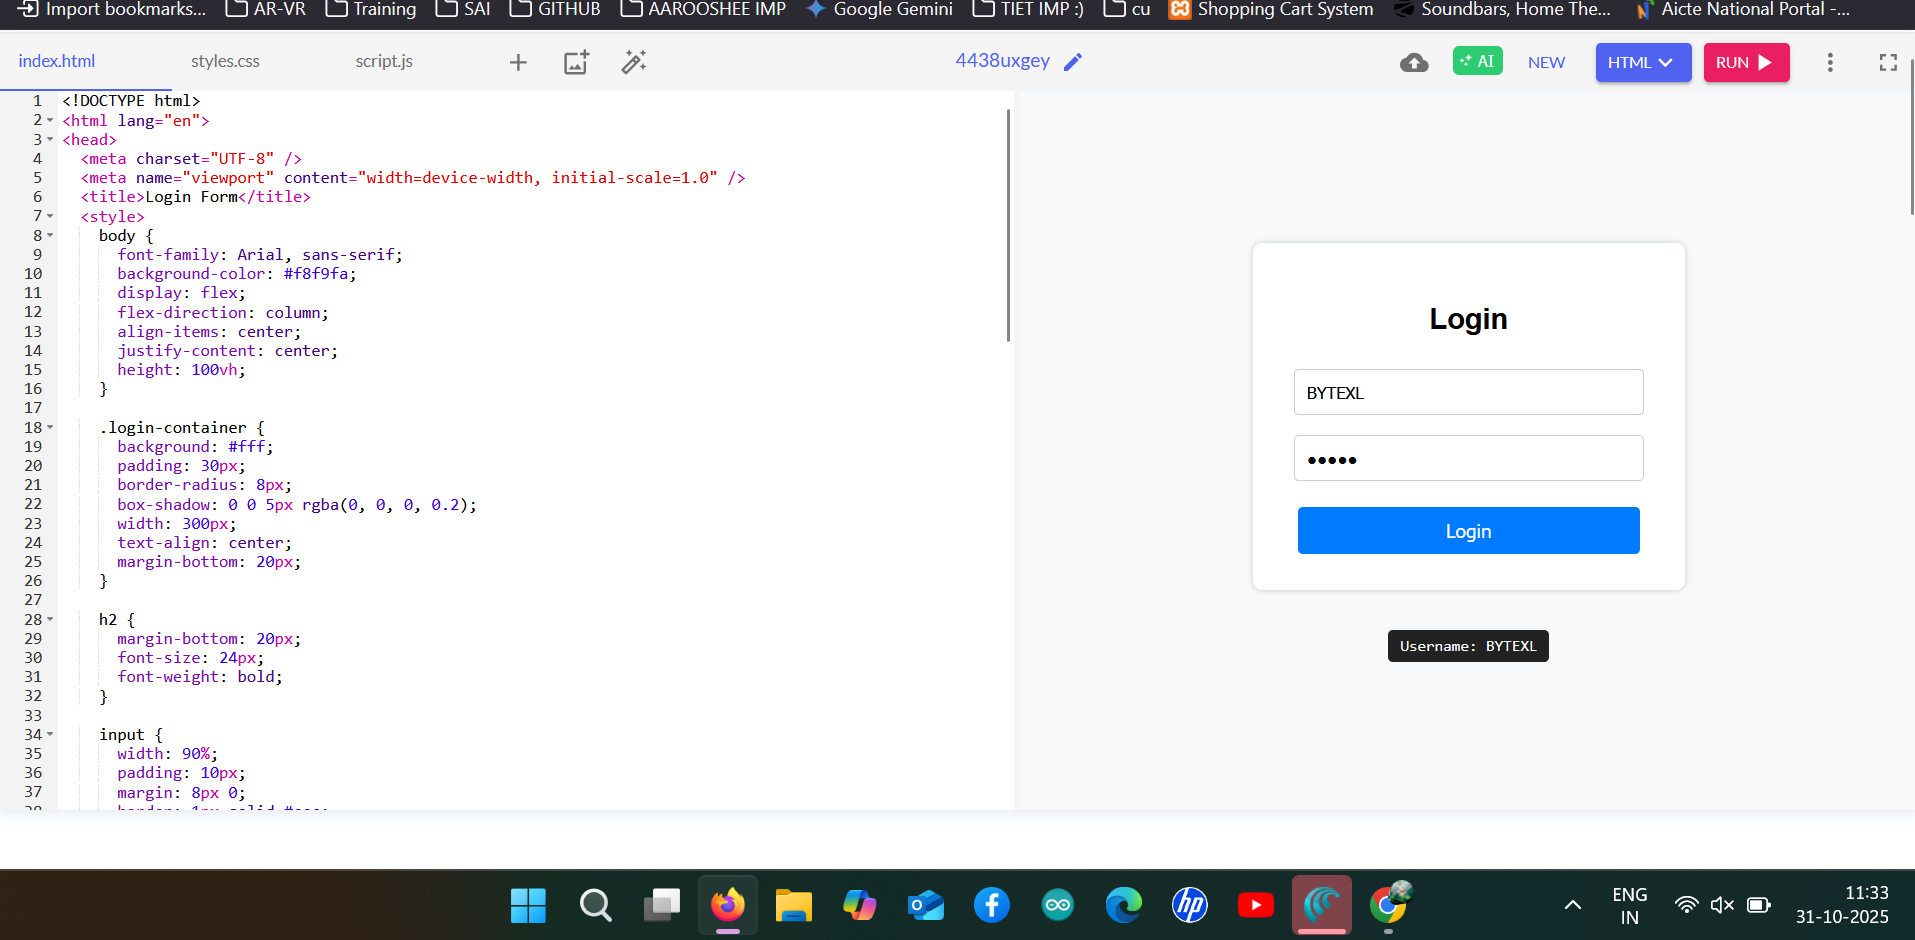 Import bookmarks... AR-VR Training SAI GITHUB AAROOSHEE IMP Google Gemini TIET IMP :) cu Shopping Cart System Soundbars, Home The... Aicte National Portal -...
index.html styles.css script.js 4438uxgey AI NEW HTML RUN
1 <!DOCTYPE html>
2 <html lang="en">
3 <head>
4 <meta charset="UTF-8" />
5 <meta name="viewport" content="width=device-width, initial-scale=1.0" />
6 <title>Login Form</title>
7 <style>
8 body {
9 font-family: Arial, sans-serif;
10 background-color: #f8f9fa;
11 display: flex;
12 flex-direction: column;
13 align-items: center;
14 justify-content: center;
15 height: 100vh;
16 }
17
18 .login-container {
19 background: #fff;
20 padding: 30px;
21 border-radius: 8px;
22 box-shadow: 0 0 5px rgba(0, 0, 0, 0.2);
23 width: 300px;
24 text-align: center;
25 margin-bottom: 20px;
26 }
27
28 h2 {
29 margin-bottom: 20px;
30 font-size: 24px;
31 font-weight: bold;
32 }
33
34 input {
35 width: 90%;
36 padding: 10px;
37 margin: 8px 0;
Login
BYTEXL
•••••
Login
Username: BYTEXL
ENG
IN
11:33
31-10-2025